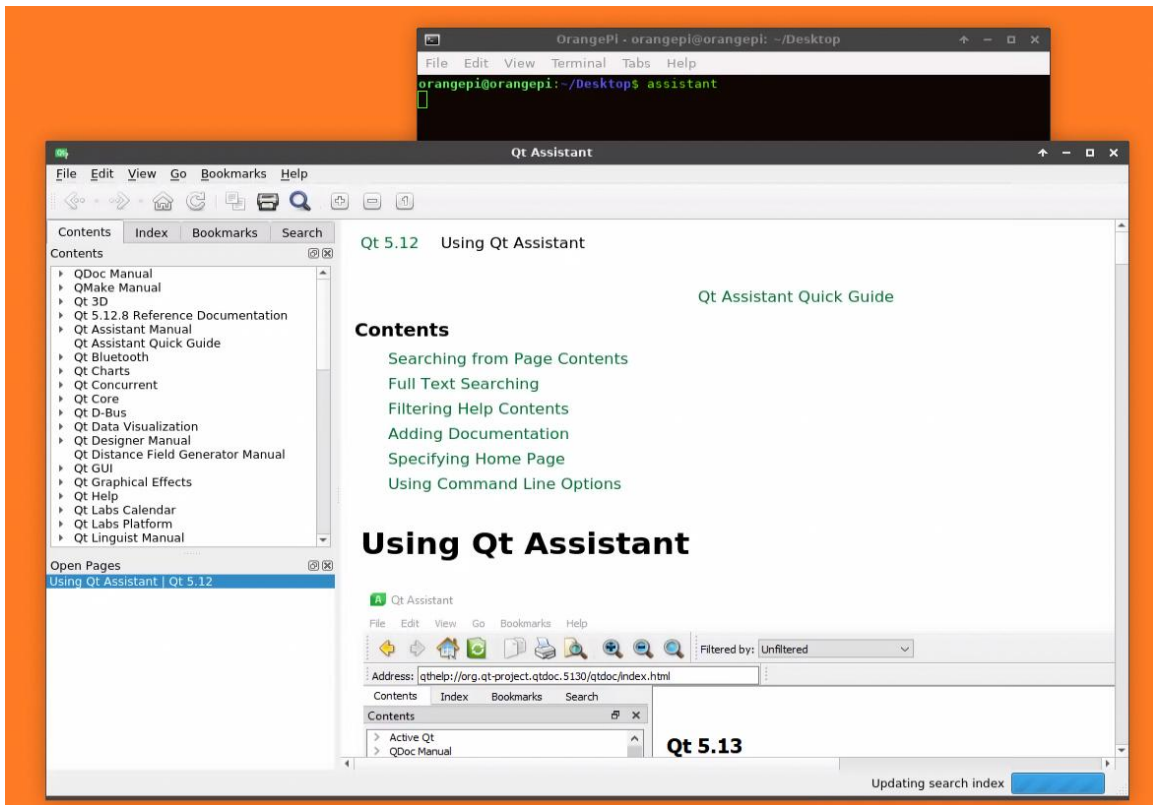 OrangePi - orangepi@orangepi: ~/Desktop
File Edit View Terminal Tabs Help
orangepi@orangepi:~/Desktop$ assistant
Qt Assistant
File Edit View Go Bookmarks Help
Contents Index Bookmarks Search
Contents
QDoc Manual
QMake Manual
Qt 3D
Qt 5.12.8 Reference Documentation
Qt Assistant Manual
Qt Assistant Quick Guide
Qt Bluetooth
Qt Charts
Qt Concurrent
Qt Core
Qt D-Bus
Qt Data Visualization
Qt Designer Manual
Qt Distance Field Generator Manual
Qt GUI
Qt Graphical Effects
Qt Help
Qt Labs Calendar
Qt Labs Platform
Qt Linguist Manual
Open Pages
Using Qt Assistant | Qt 5.12
Qt 5.12 Using Qt Assistant
Qt Assistant Quick Guide
Contents
Searching from Page Contents
Full Text Searching
Filtering Help Contents
Adding Documentation
Specifying Home Page
Using Command Line Options
Using Qt Assistant
Qt Assistant
File Edit View Go Bookmarks Help
Filtered by: Unfiltered
Address: qthelp://org.qt-project.qtdoc.5130/qtdoc/index.html
Contents Index Bookmarks Search
Contents
Active Qt
QDoc Manual
Qt 5.13
Updating search index